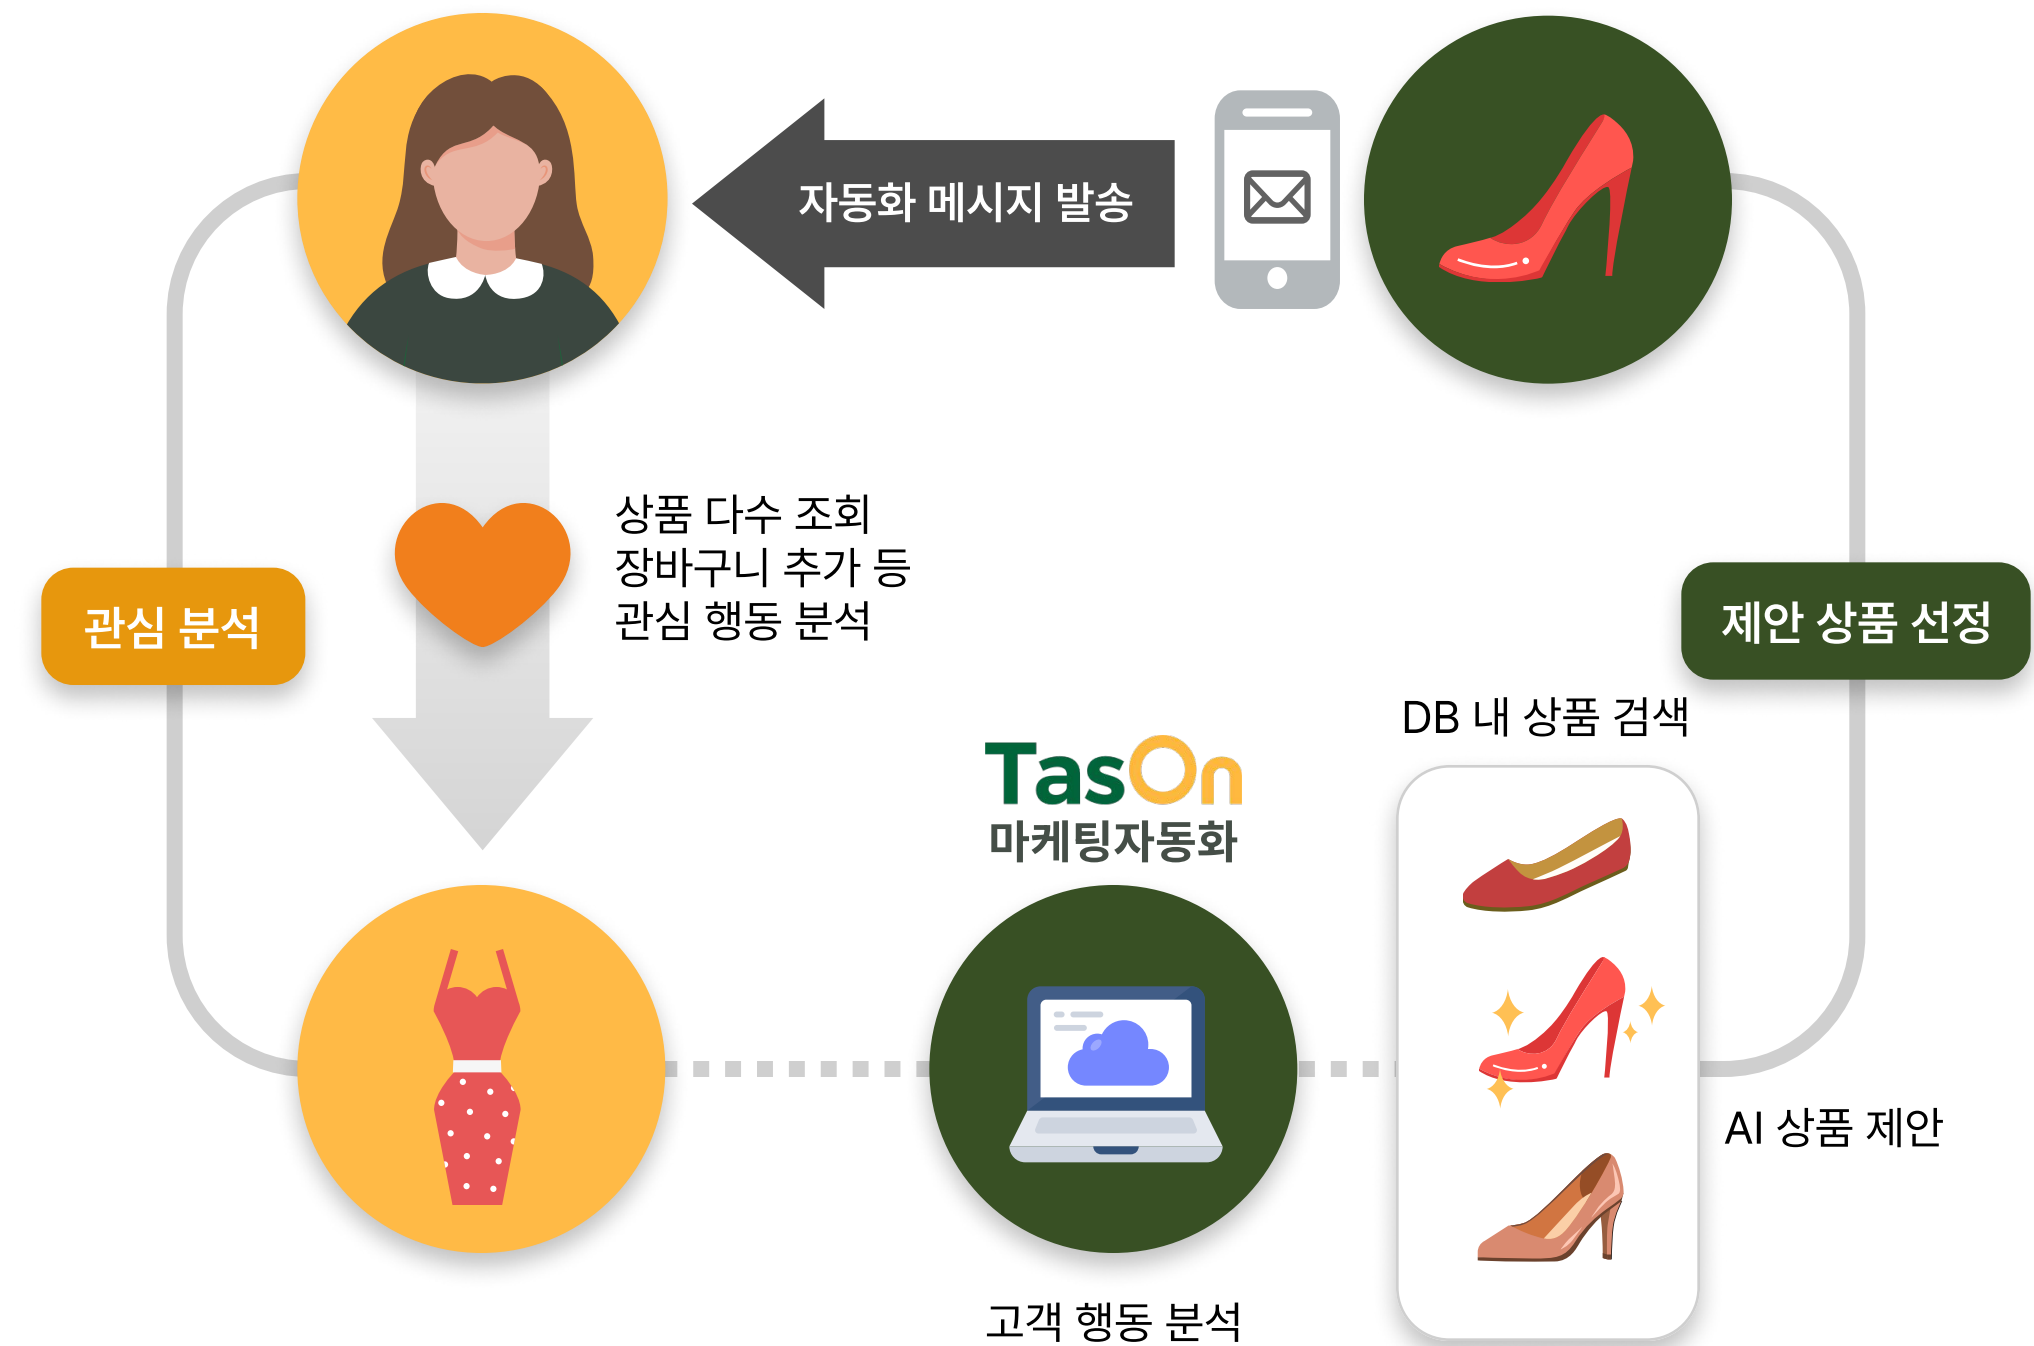 자동화 메시지 발송
상품 다수 조회
장바구니 추가 등
관심 행동 분석
관심 분석
제안 상품 선정
DB 내 상품 검색
TasOn
마케팅자동화
AI 상품 제안
고객 행동 분석